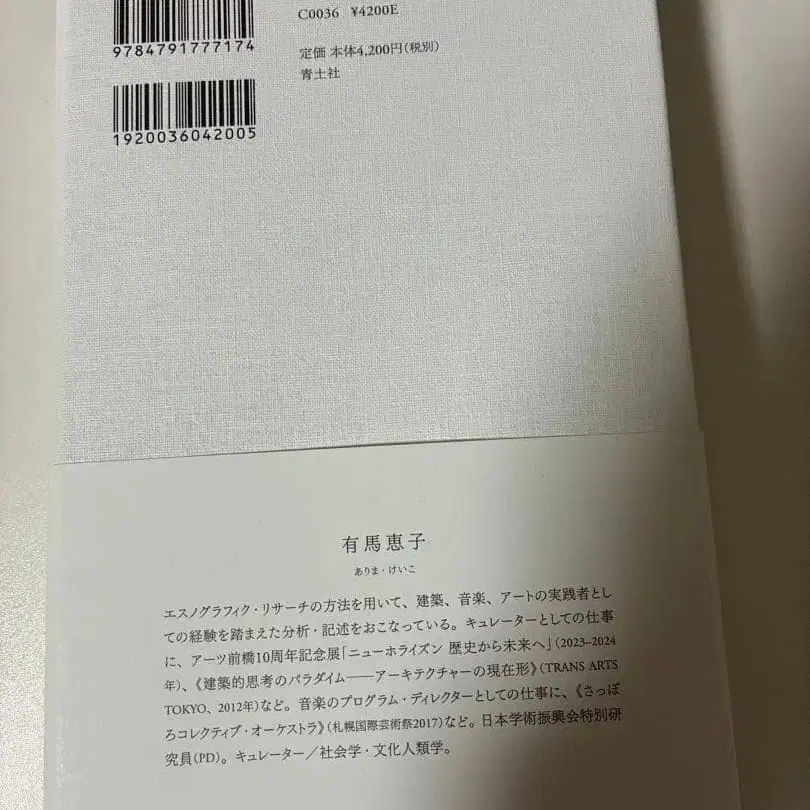 9784791777174
C0036 ¥4200E
定価 本体4,200円(税別)
青土社
1920036042005
有馬恵子
ありま・けいこ
エスノグラフィク・リサーチの方法を用いて、建築、音楽、アートの実践者とし
ての経験を踏まえた分析・記述をおこなっている。キュレーターとしての仕事
に、アーツ前橋10周年記念展「ニューホライズン 歴史から未来へ」(2023–2024
年)、《建築的思考のパラダイム——アーキテクチャーの現在形》(TRANS ARTS
TOKYO、2012年)など。音楽のプログラム・ディレクターとしての仕事に、《さっぽ
ろコレクティブ・オーケストラ》(札幌国際芸術祭2017)など。日本学術振興会特別研
究員(PD)。キュレーター／社会学・文化人類学。